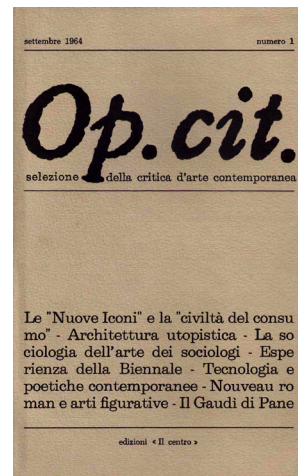 settembre 1964 numero 1
Op. cit.
selezione della critica d'arte contemporanea
Le "Nuove Iconi" e la "civiltà del consu
mo" - Architettura utopistica - La so
ciologia dell'arte dei sociologi - Espe
rienza della Biennale - Tecnologia e
poetiche contemporanee - Nouveau ro
man e arti figurative - Il Gaudì di Pane
edizioni « Il centro »